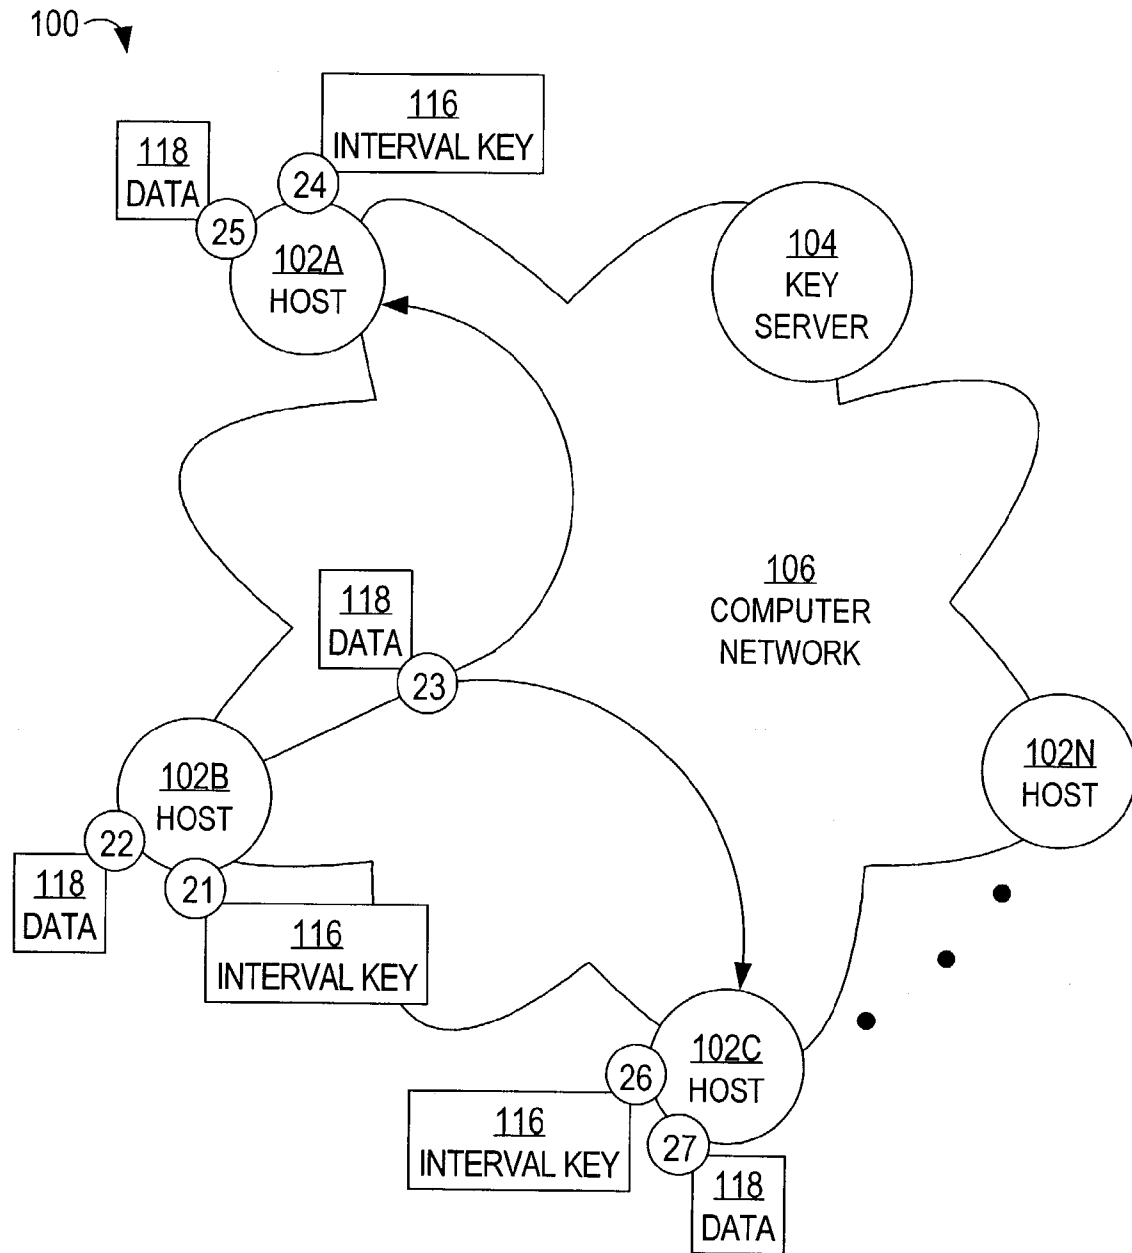 100
116
INTERVAL KEY
118
DATA
24
25
102A
HOST
104
KEY
SERVER
118
DATA
23
106
COMPUTER
NETWORK
102B
HOST
22
118
DATA
21
116
INTERVAL KEY
102N
HOST
102C
HOST
26
116
INTERVAL KEY
27
118
DATA